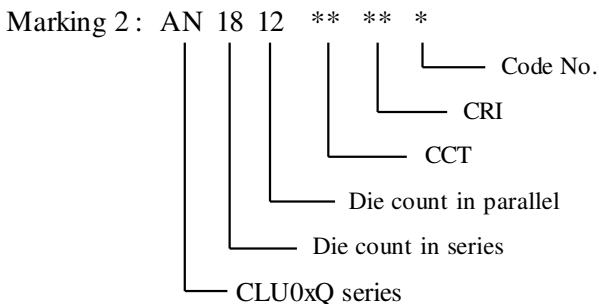 Marking 2 : AN 18 12 ** ** *
Code No.
CRI
CCT
Die count in parallel
Die count in series
CLU0xQ series